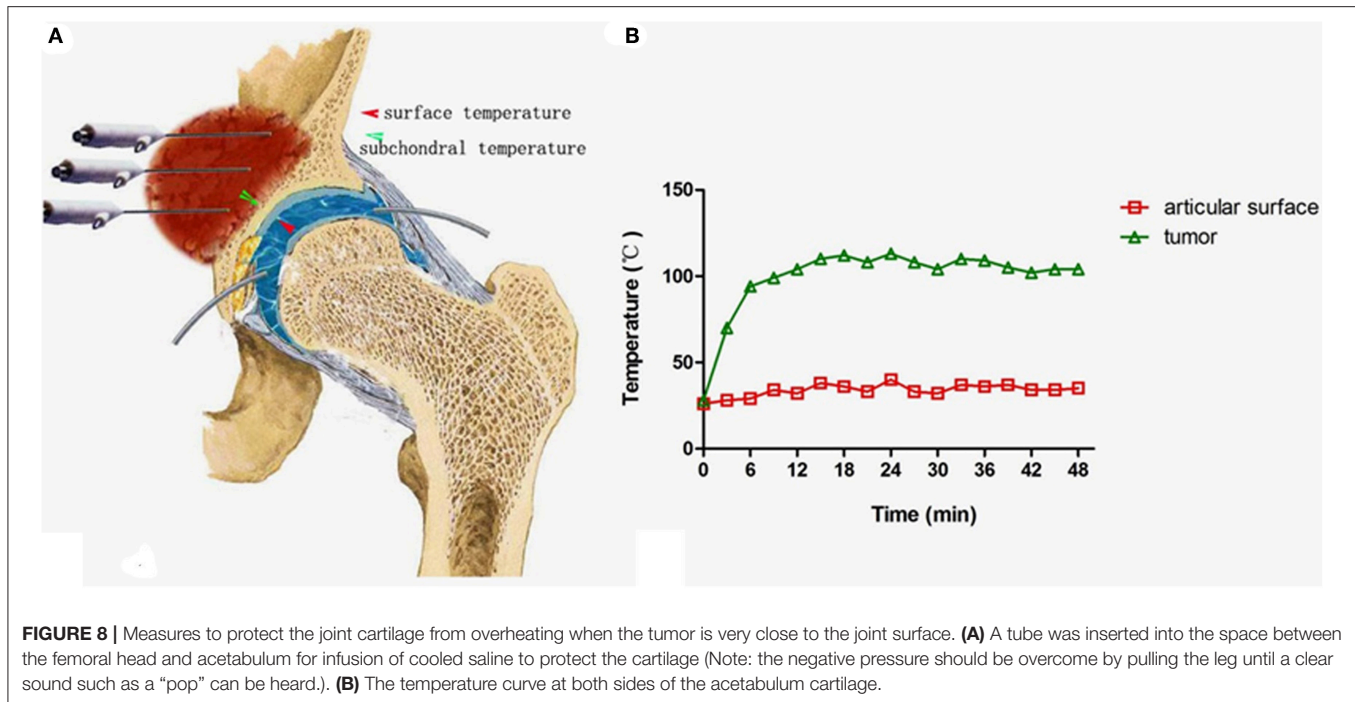 A
surface temperature
subchondral temperature
B
150
100
50
0
Temperature (℃)
0 6 12 18 24 30 36 42 48
Time (min)
articular surface
tumor
FIGURE 8 | Measures to protect the joint cartilage from overheating when the tumor is very close to the joint surface. (A) A tube was inserted into the space between
the femoral head and acetabulum for infusion of cooled saline to protect the cartilage (Note: the negative pressure should be overcome by pulling the leg until a clear
sound such as a “pop” can be heard.). (B) The temperature curve at both sides of the acetabulum cartilage.